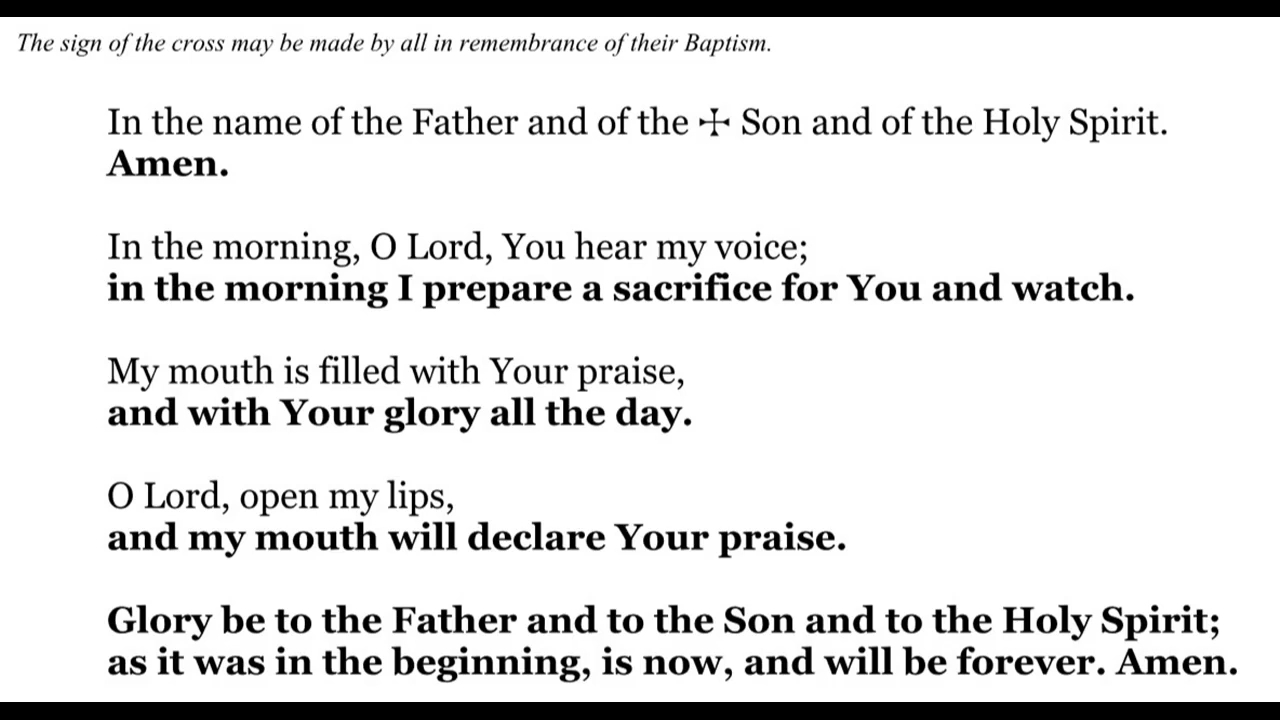 The sign of the cross may be made by all in remembrance of their Baptism.
In the name of the Father and of the ☩ Son and of the Holy Spirit.
Amen.
In the morning, O Lord, You hear my voice;
in the morning I prepare a sacrifice for You and watch.
My mouth is filled with Your praise,
and with Your glory all the day.
O Lord, open my lips,
and my mouth will declare Your praise.
Glory be to the Father and to the Son and to the Holy Spirit;
as it was in the beginning, is now, and will be forever. Amen.